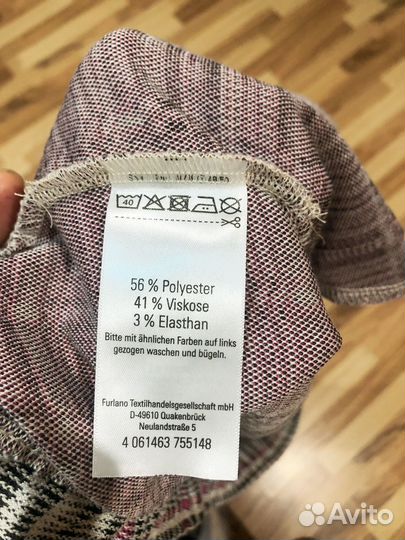 40
56 % Polyester
41 % Viskose
3 % Elasthan
Bitte mit ähnlichen Farben auf links
gezogen waschen und bügeln.
Furlano Textilhandelsgesellschaft mbH
D-49610 Quakenbrück
Neulandstraße 5
4 061463 755148
Avito